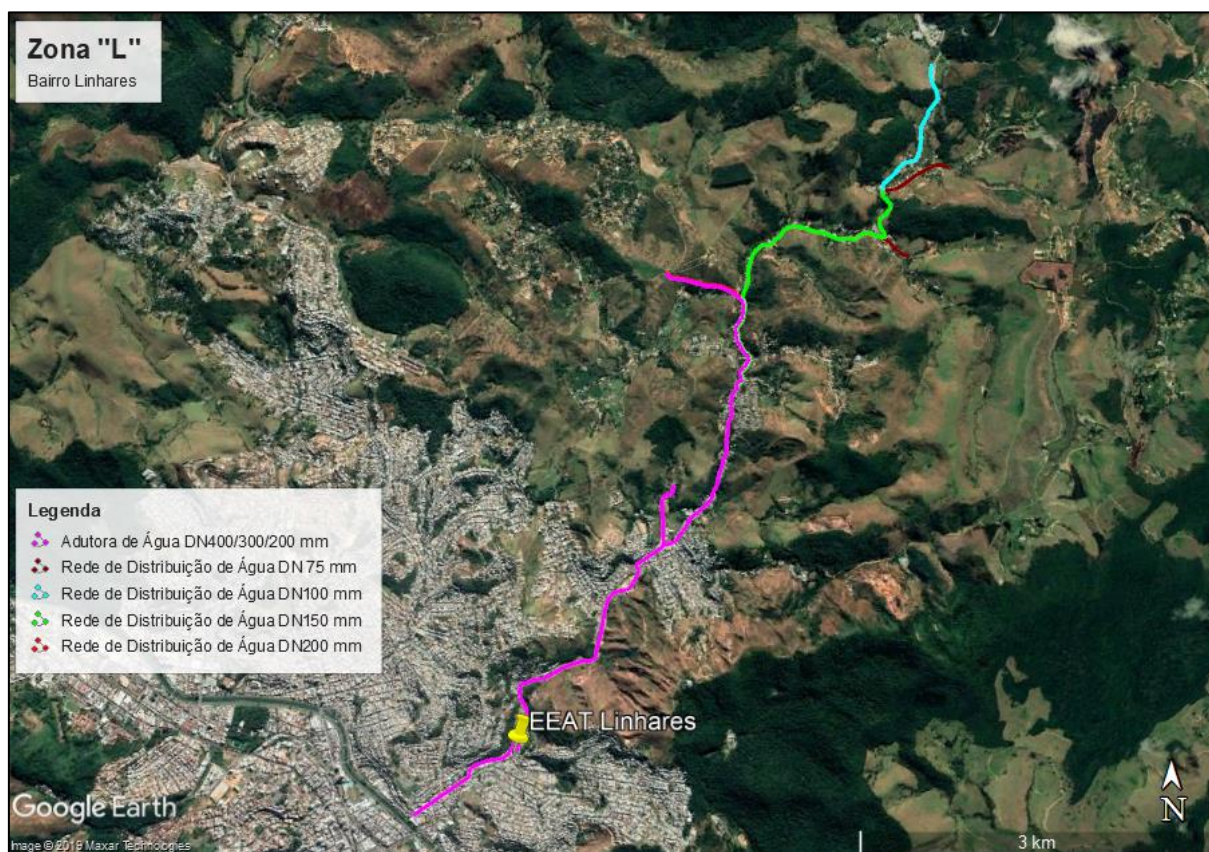 Zona "L"
Bairro Linhares
Legenda
Adutora de Água DN400/300/200 mm
Rede de Distribuição de Água DN 75 mm
Rede de Distribuição de Água DN100 mm
Rede de Distribuição de Água DN150 mm
Rede de Distribuição de Água DN200 mm
EEAT Linhares
Google Earth
Image © 2019 Maxar Technologies
N
3 km